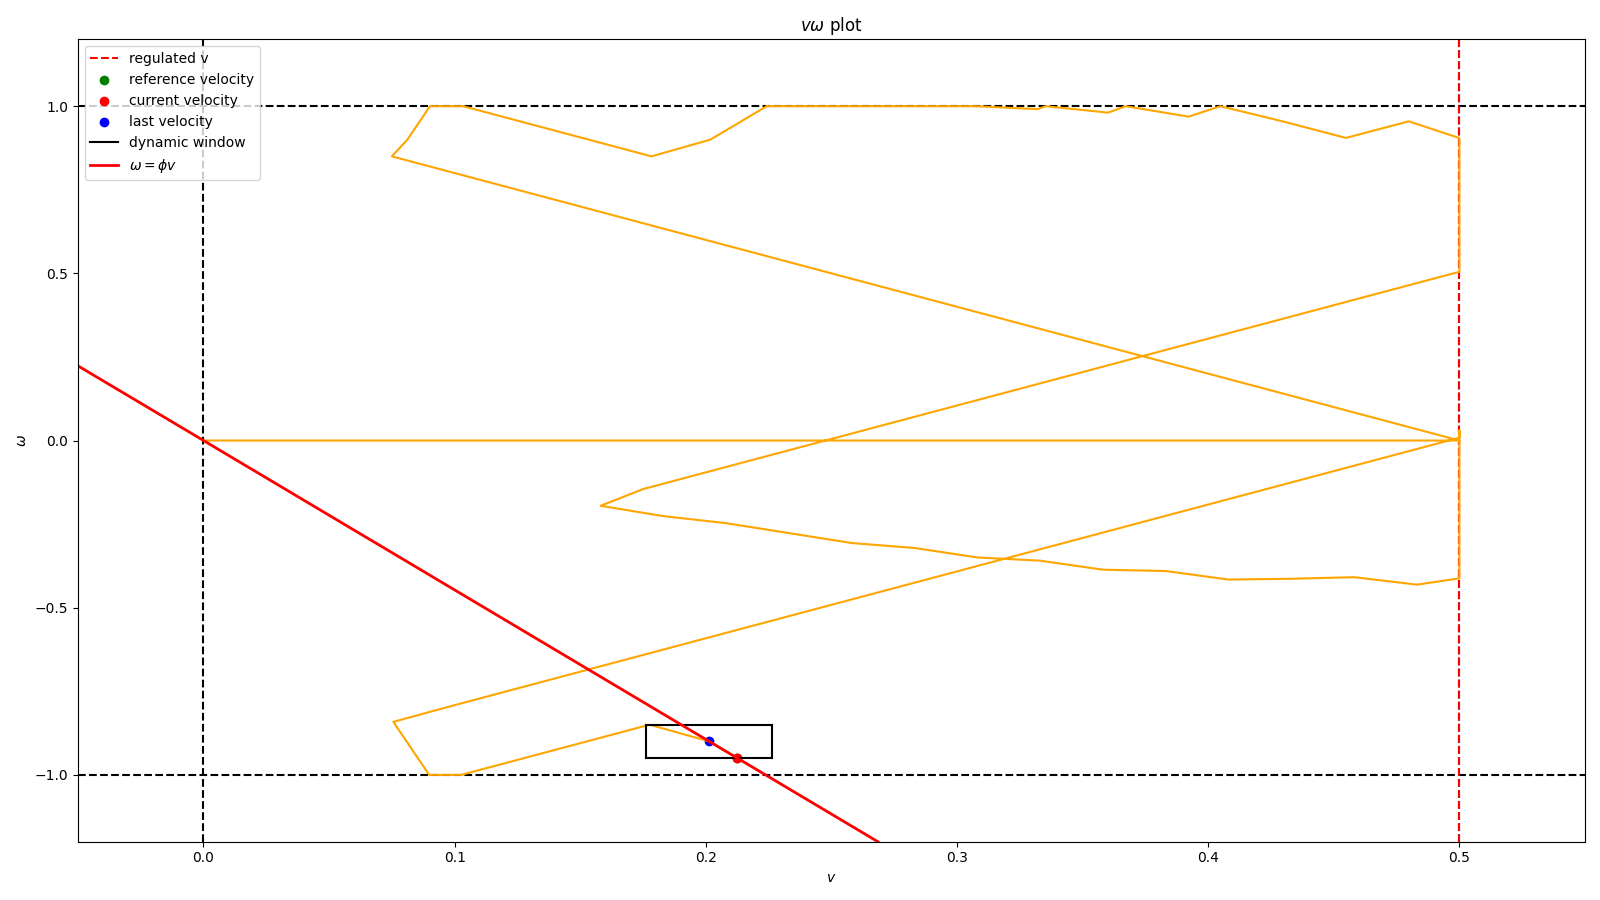 vω plot
regulated v
reference velocity
current velocity
last velocity
dynamic window
ω = ϕv
1.0
0.5
0.0
−0.5
−1.0
ω
0.0 0.1 0.2 0.3 0.4 0.5
v